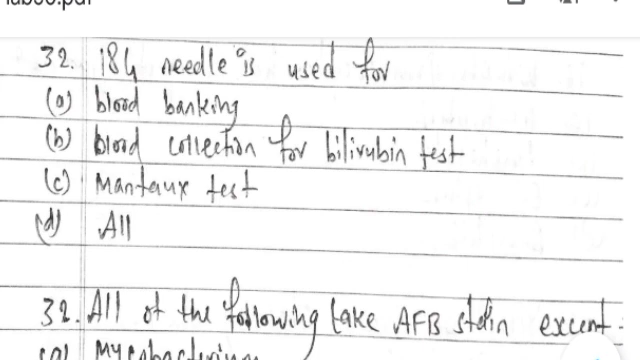 32. 18G needle is used for
(a) blood banking
(b) blood collection for bilirubin test
(c) Mantaux test
(d) All
32. All of the following take AFB stain except :
(a) Mycobacterium